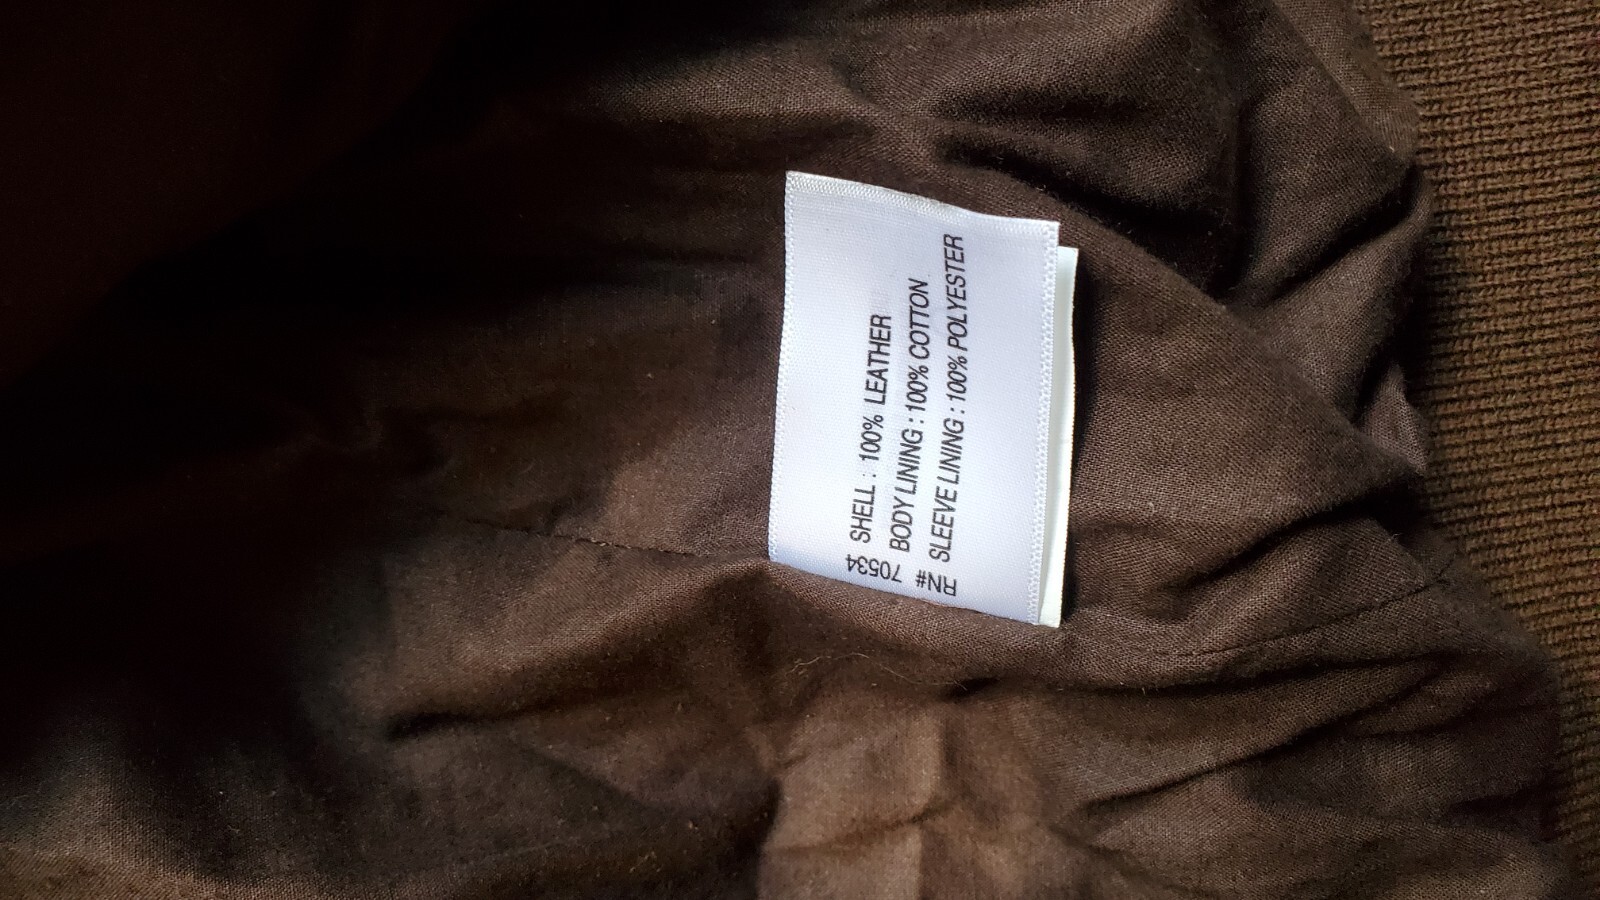 SHELL : 100% LEATHER
BODY LINING : 100% COTTON
SLEEVE LINING : 100% POLYESTER
RN# 70534